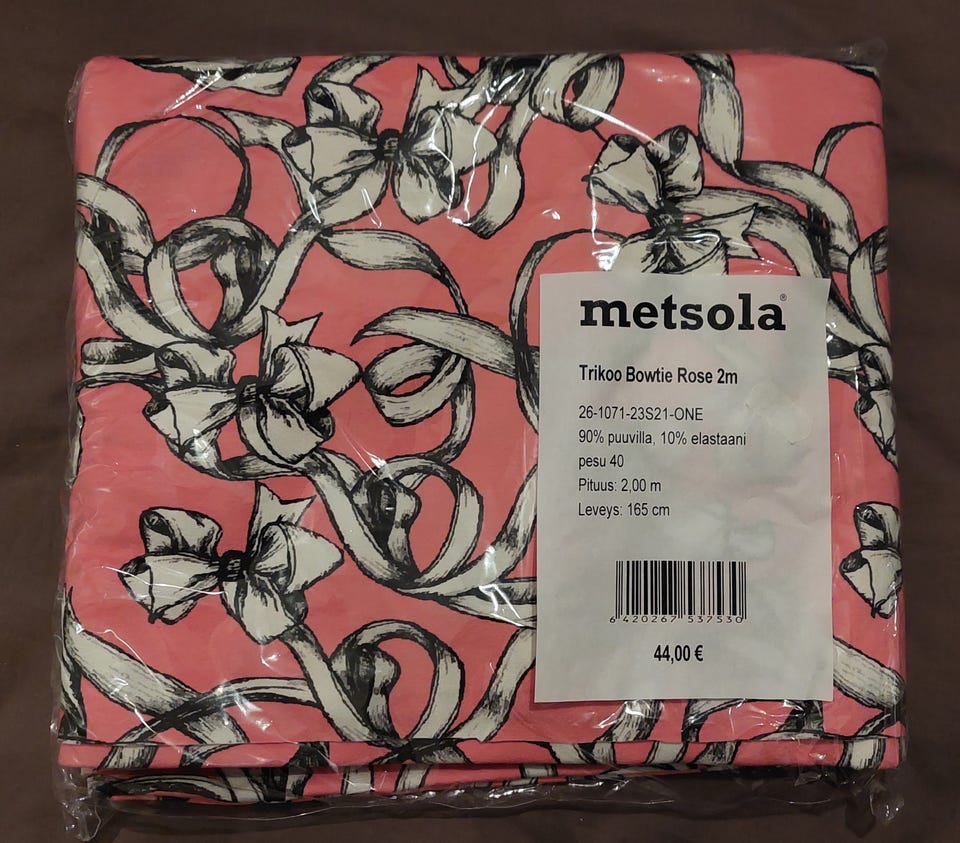 metsola®
Trikoo Bowtie Rose 2m
26-1071-23S21-ONE
90% puuvilla, 10% elastaani
pesu 40
Pituus: 2,00 m
Leveys: 165 cm
6 420267 537530
44,00 €